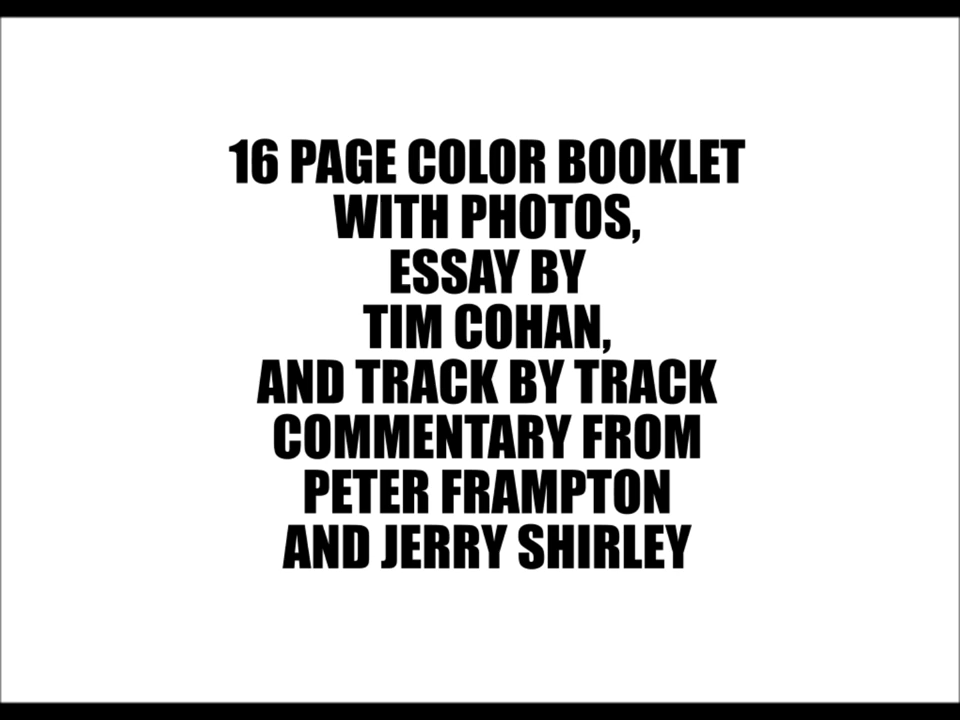 16 PAGE COLOR BOOKLET
WITH PHOTOS,
ESSAY BY
TIM COHAN,
AND TRACK BY TRACK
COMMENTARY FROM
PETER FRAMPTON
AND JERRY SHIRLEY